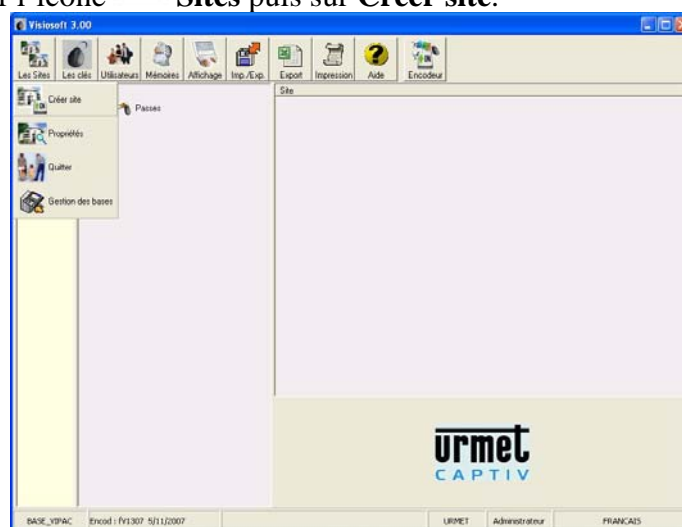 r l'icône Sites puis sur Créer site.
Visiosoft 3.00
Les Sites Les clés Utilisateurs Mémoires Affichage Imp./Exp. Export Impression Aide Encodeur
Créer site
Propriétés
Quitter
Gestion des bases
Passes
Site
urmet
CAPTIV
BASE_VIPAC Encod : fv1307 5/11/2007 URMET Administrateur FRANCAIS